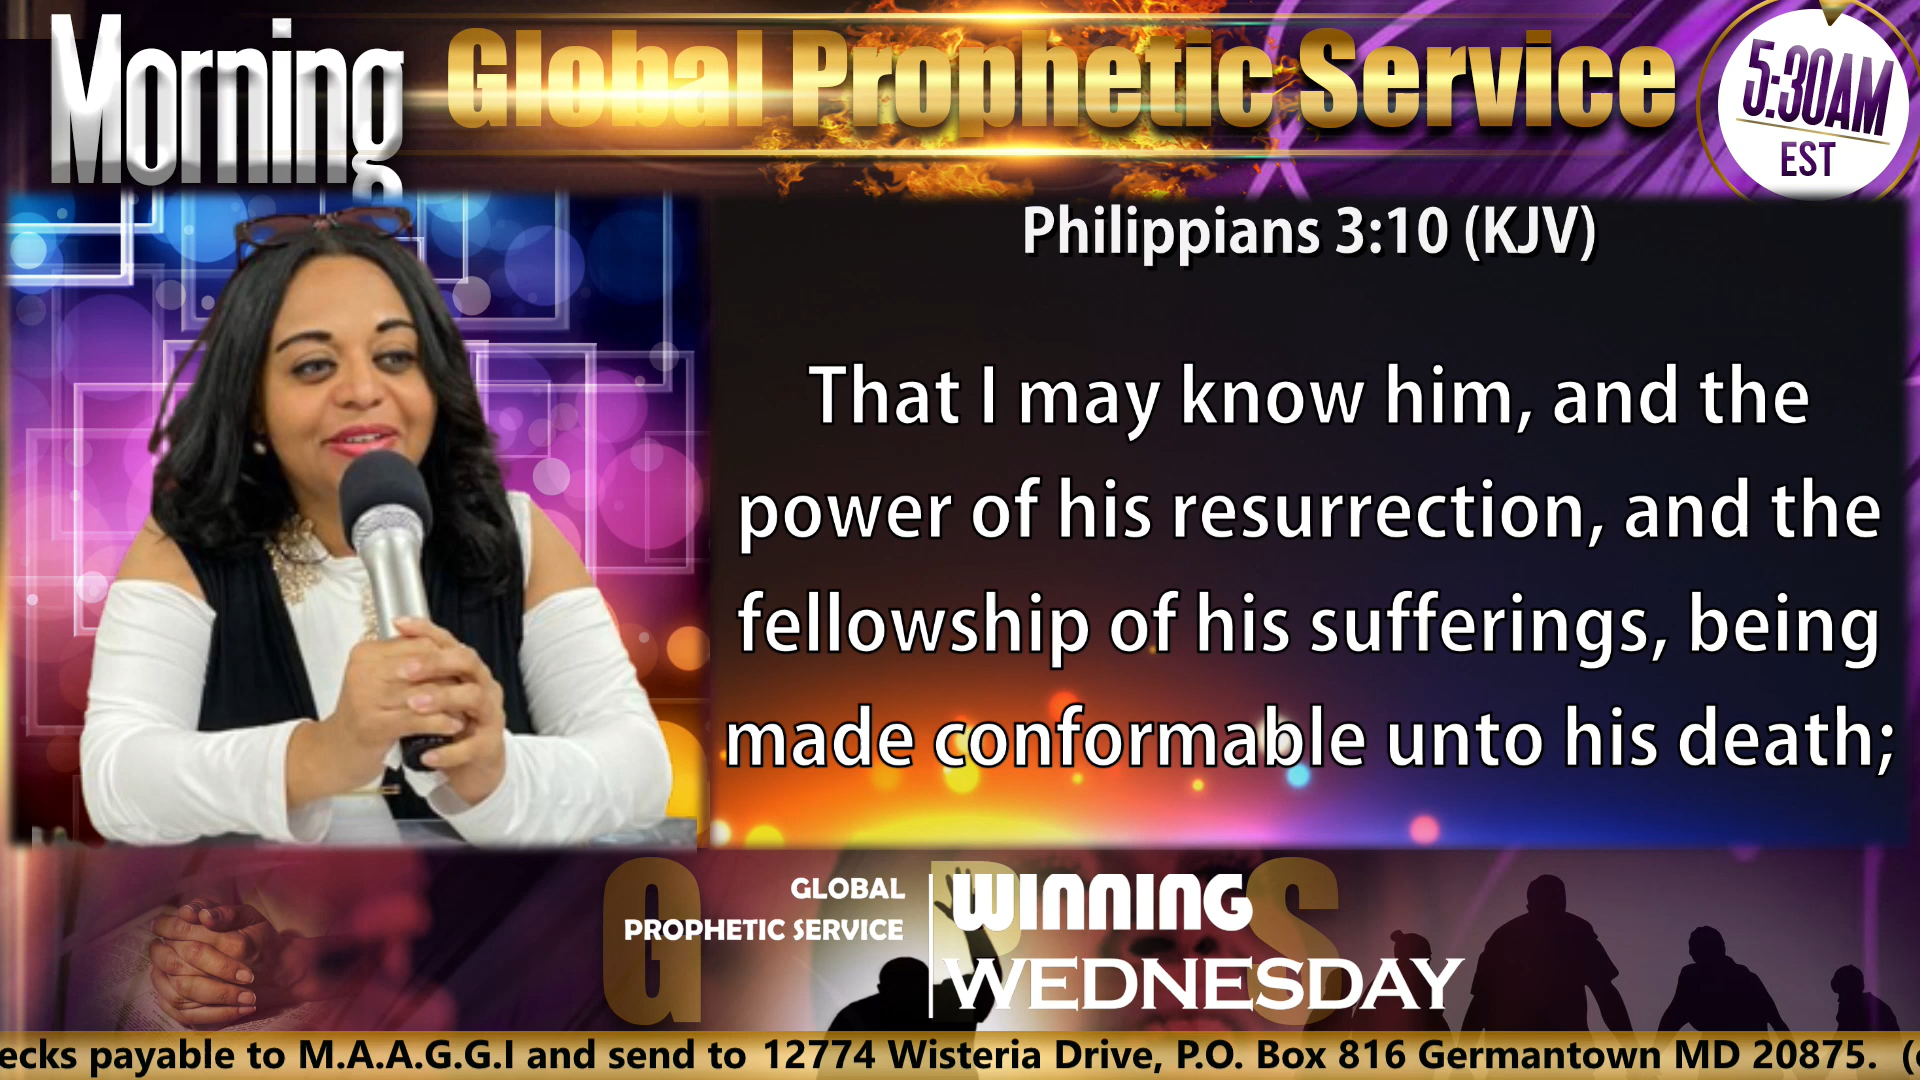 Morning
Global Prophetic Service
5:30AM
EST
Philippians 3:10 (KJV)
That I may know him, and the
power of his resurrection, and the
fellowship of his sufferings, being
made conformable unto his death;
G P S
GLOBAL
PROPHETIC SERVICE
WINNING
WEDNESDAY
ecks payable to M.A.A.G.G.I and send to 12774 Wisteria Drive, P.O. Box 816 Germantown MD 20875. (